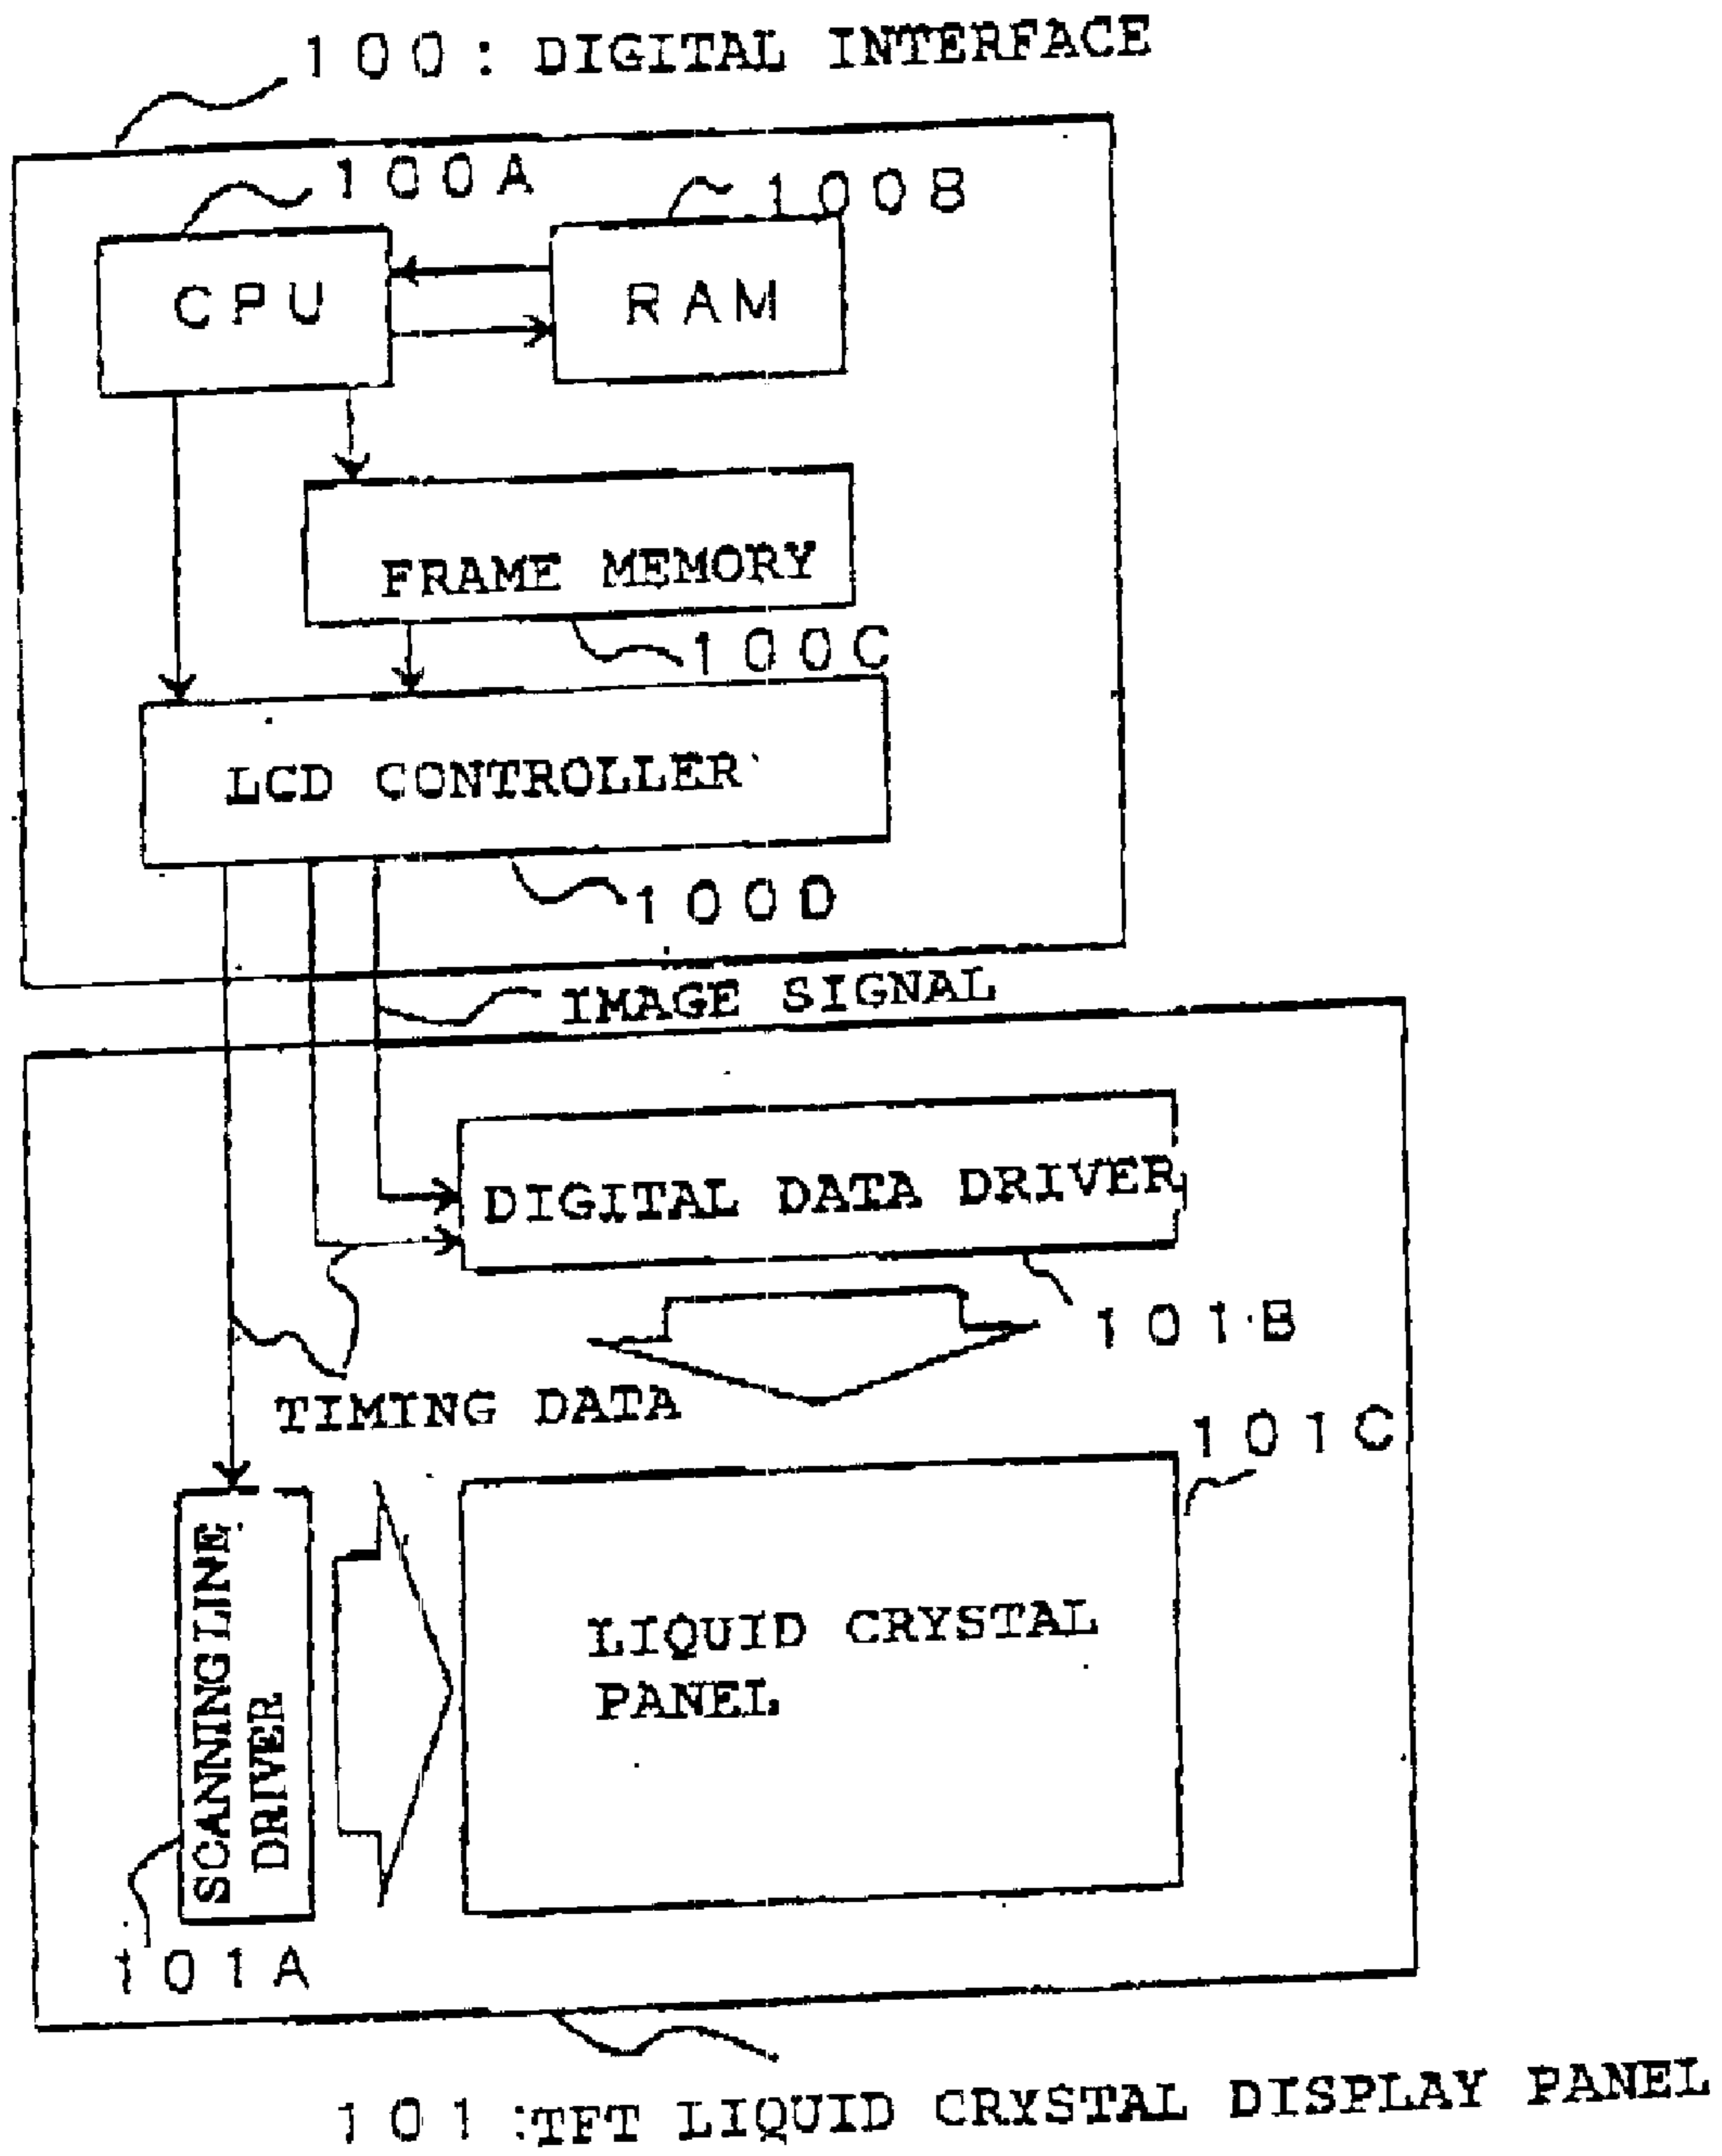 100: DIGITAL INTERFACE
100A
100B
CPU
RAM
FRAME MEMORY
100C
LCD CONTROLLER
100D
IMAGE SIGNAL
DIGITAL DATA DRIVER
101B
TIMING DATA
101C
SCANNING LINE
DRIVER
LIQUID CRYSTAL
PANEL
101A
101:TFT LIQUID CRYSTAL DISPLAY PANEL